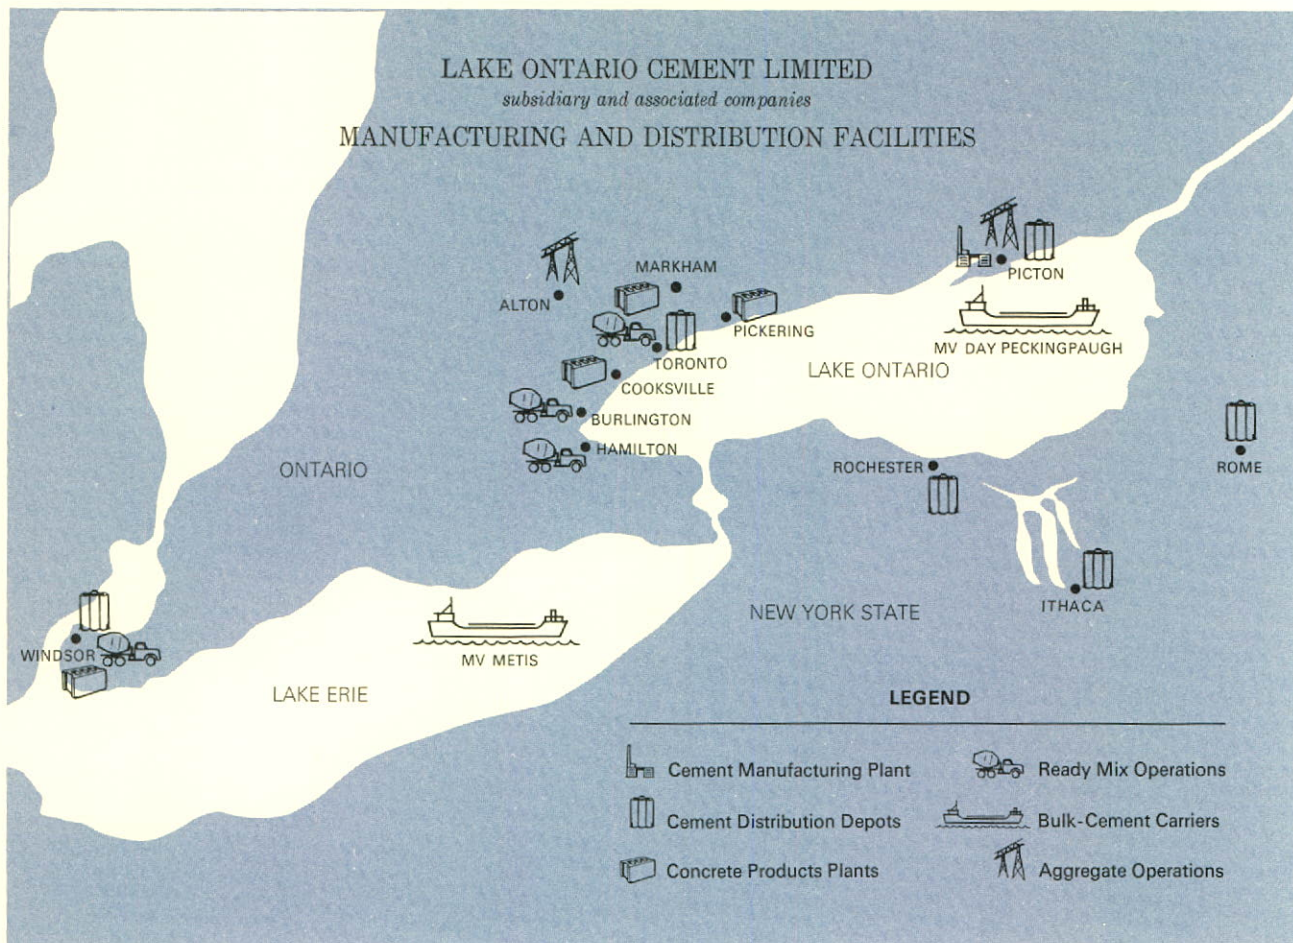 LAKE ONTARIO CEMENT LIMITED
subsidiary and associated companies
MANUFACTURING AND DISTRIBUTION FACILITIES
PICTON
MARKHAM
ALTON
PICKERING
MV DAY PECKINGPAUGH
TORONTO
LAKE ONTARIO
COOKSVILLE
BURLINGTON
HAMILTON
ONTARIO
ROCHESTER
ROME
ITHACA
NEW YORK STATE
WINDSOR
MV METIS
LAKE ERIE
LEGEND
Cement Manufacturing Plant
Ready Mix Operations
Cement Distribution Depots
Bulk-Cement Carriers
Concrete Products Plants
Aggregate Operations